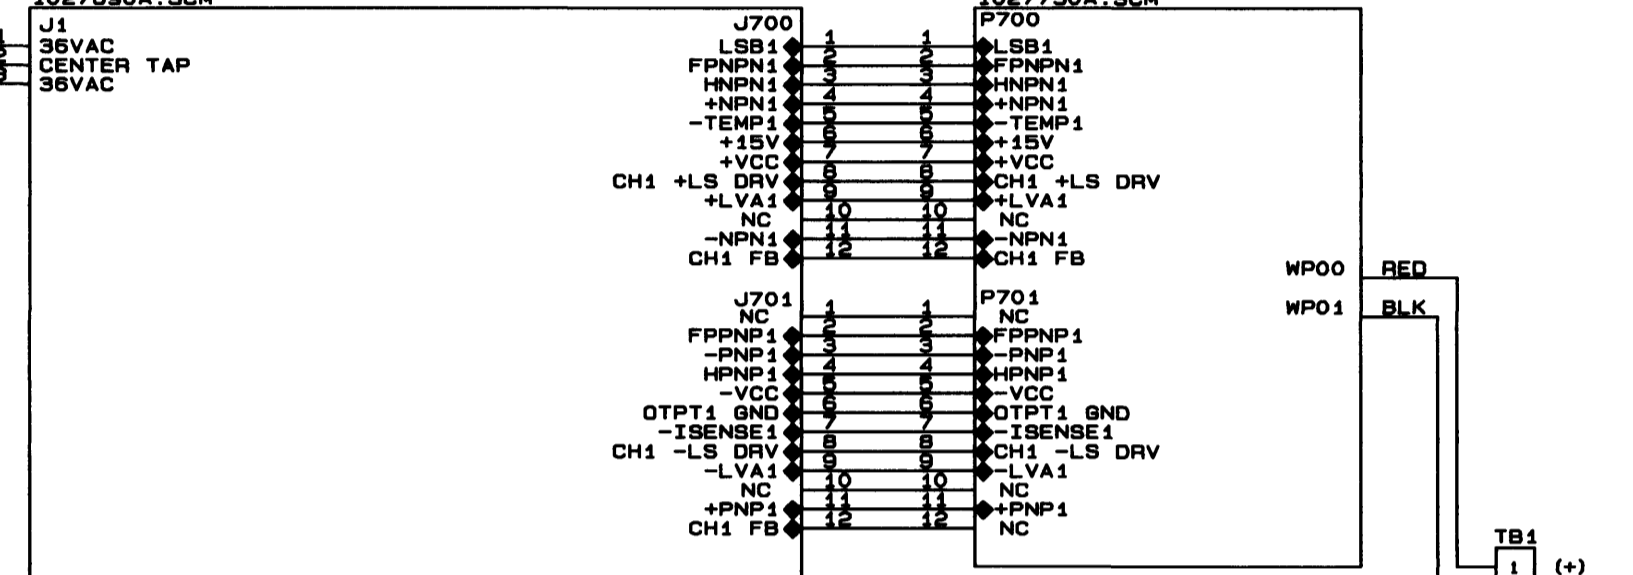 J1 J700 P700
36VAC LSB1 1 1 LSB1
CENTER TAP FPNPN1 2 2 FPNPN1
36VAC HNPN1 3 3 HNPN1
+NPN1 4 4 +NPN1
-TEMP1 5 5 -TEMP1
+15V 6 6 +15V
+VCC 7 7 +VCC
CH1 +LS DRV 8 8 CH1 +LS DRV
+LVA1 9 9 +LVA1
NC 10 10 NC
-NPN1 11 11 -NPN1
CH1 FB 12 12 CH1 FB
WP00 RED
J701 P701
WP01 BLK
NC 1 1 NC
FPPNP1 2 2 FPPNP1
-PNP1 3 3 -PNP1
HPNP1 4 4 HPNP1
-VCC 5 5 -VCC
OTPT1 GND 6 6 OTPT1 GND
-ISENSE1 7 7 -ISENSE1
CH1 -LS DRV 8 8 CH1 -LS DRV
-LVA1 9 9 -LVA1
NC 10 10 NC
+PNP1 11 11 +PNP1
CH1 FB 12 12 NC
TB1
1 (+)